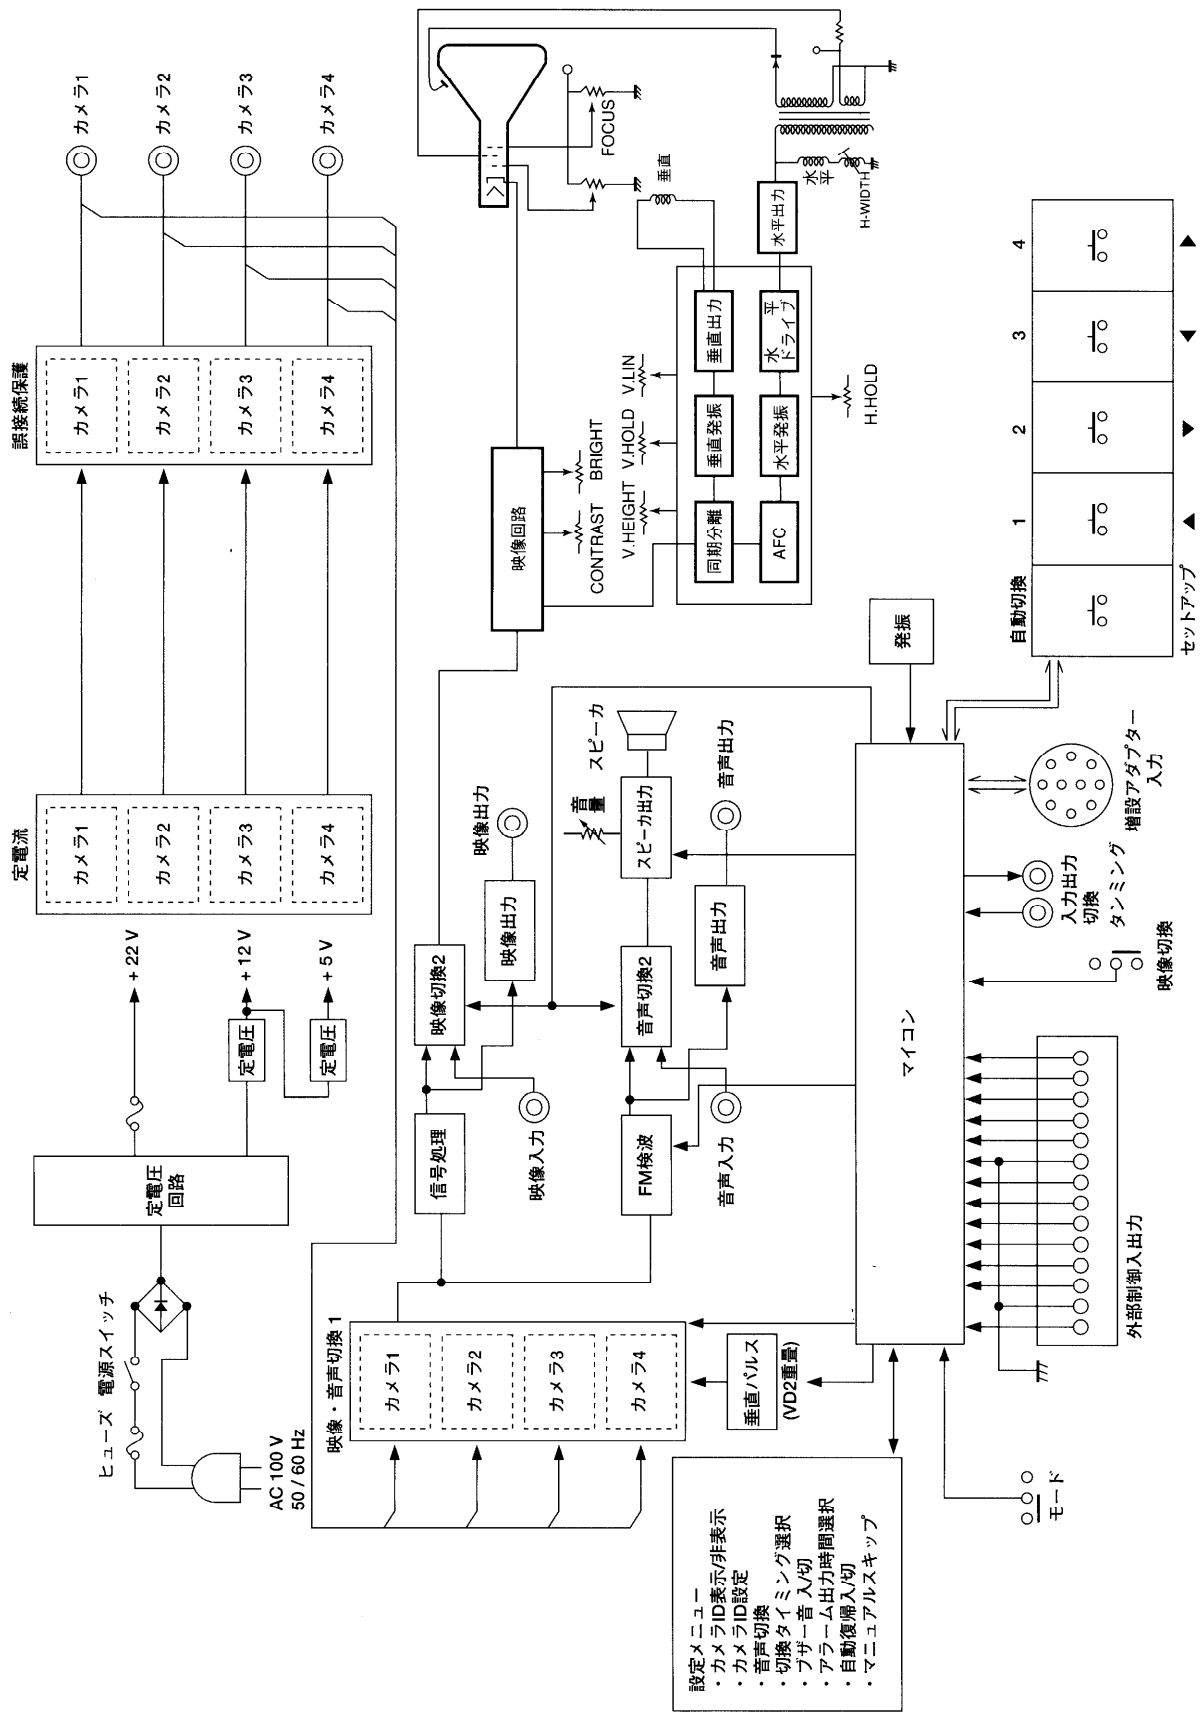 ヒューズ 電源スイッチ
AC 100 V
50 / 60 Hz
定電圧
回路
+ 22 V
定電圧
+ 12 V
定電圧
+ 5 V
定電流
カメラ1
カメラ2
カメラ3
カメラ4
誤接続保護
カメラ1
カメラ2
カメラ3
カメラ4
カメラ1
カメラ2
カメラ3
カメラ4
映像・音声切換 1
カメラ1
カメラ2
カメラ3
カメラ4
信号処理
映像切換2
映像入力
映像出力
映像出力
FM検波
音声切換2
音声入力
音声出力
音声出力
スピーカ出力
音量
スピーカ
映像回路
CONTRAST
BRIGHT
V.HEIGHT
V.HOLD
V.LIN
同期分離
垂直発振
垂直出力
AFC
水平発振
水平
ドライブ
H.HOLD
水平出力
垂直
FOCUS
水平
H-WIDTH
垂直パルス
(VD2重畳)
マイコン
発振
設定メニュー
・カメラID表示/非表示
・カメラID設定
・音声切換
・切換タイミング選択
・ブザー音 入/切
・アラーム出力時間選択
・自動復帰入/切
・マニュアルスキップ
モード
外部制御入出力
映像切換
入力出力
切換
タンミング
増設アダプター
入力
自動切換
1
2
3
4
セットアップ
▲
▼
◀
▶